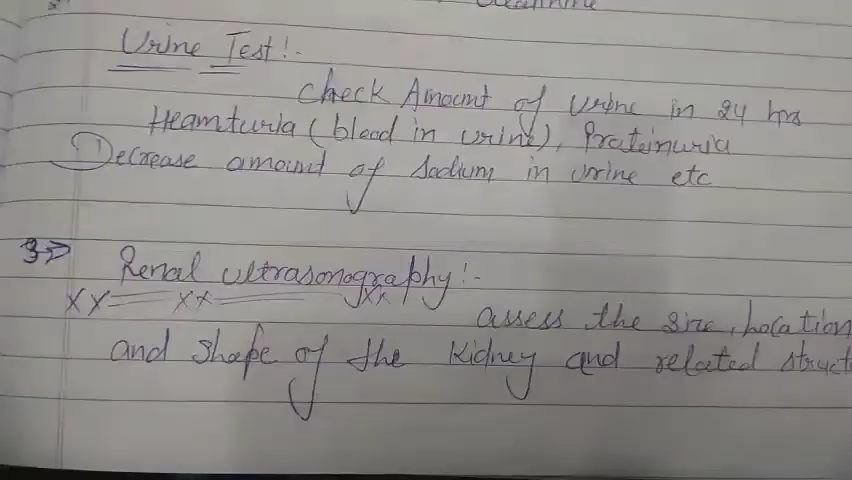 Urine Test:-
Check Amount of Urine in 24 hrs
Heamturia (blood in urine), Proteinuria
Decrease amount of Sodium in Urine etc
3⇒ Renal ultrasonography:-
assess the size, Location
and shape of the Kidney and related struct